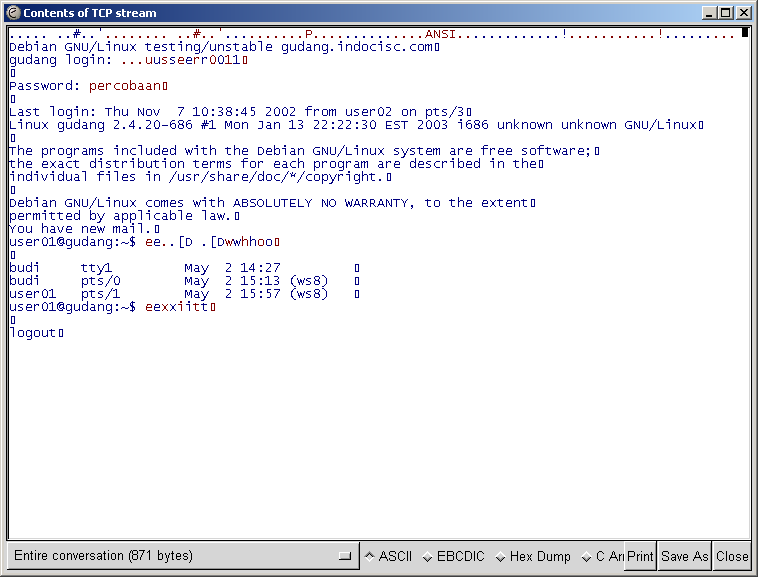 Contents of TCP stream
..... ..#..'........ ..#..'..........P..............ANSI.............!...........!.........
Debian GNU/Linux testing/unstable gudang.indocisc.com
gudang login: ...uusseerr0011
Password: percobaan
Last login: Thu Nov  7 10:38:45 2002 from user02 on pts/3
Linux gudang 2.4.20-686 #1 Mon Jan 13 22:22:30 EST 2003 i686 unknown unknown GNU/Linux
The programs included with the Debian GNU/Linux system are free software;
the exact distribution terms for each program are described in the
individual files in /usr/share/doc/*/copyright.
Debian GNU/Linux comes with ABSOLUTELY NO WARRANTY, to the extent
permitted by applicable law.
You have new mail.
user01@gudang:~$ ee..[D .[Dwwhhoo
budi     tty1         May  2 14:27
budi     pts/0        May  2 15:13 (ws8)
user01   pts/1        May  2 15:57 (ws8)
user01@gudang:~$ eexxiitt
logout
Entire conversation (871 bytes) ASCII EBCDIC Hex Dump C Arr Print Save As Close